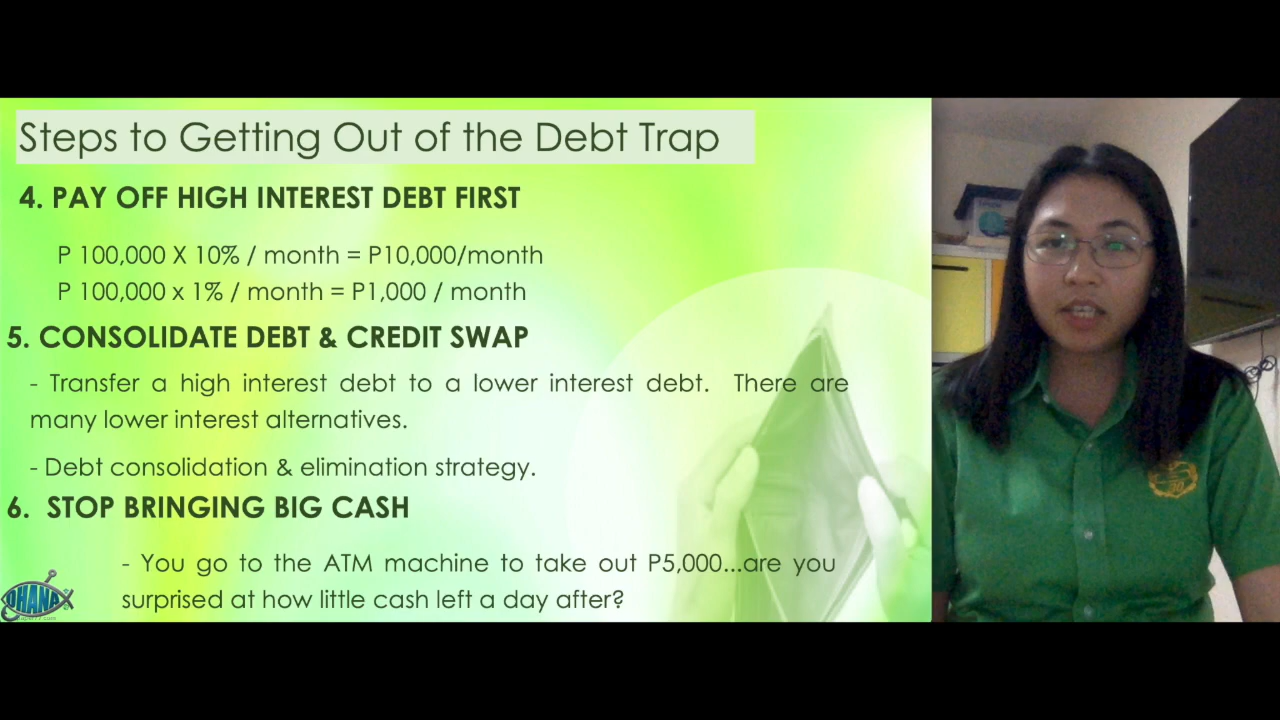 Steps to Getting Out of the Debt Trap
4. PAY OFF HIGH INTEREST DEBT FIRST
P 100,000 X 10% / month = P10,000/month
P 100,000 x 1% / month = P1,000 / month
5. CONSOLIDATE DEBT & CREDIT SWAP
- Transfer a high interest debt to a lower interest debt. There are
many lower interest alternatives.
- Debt consolidation & elimination strategy.
6. STOP BRINGING BIG CASH
- You go to the ATM machine to take out P5,000...are you
surprised at how little cash left a day after?
OHANA